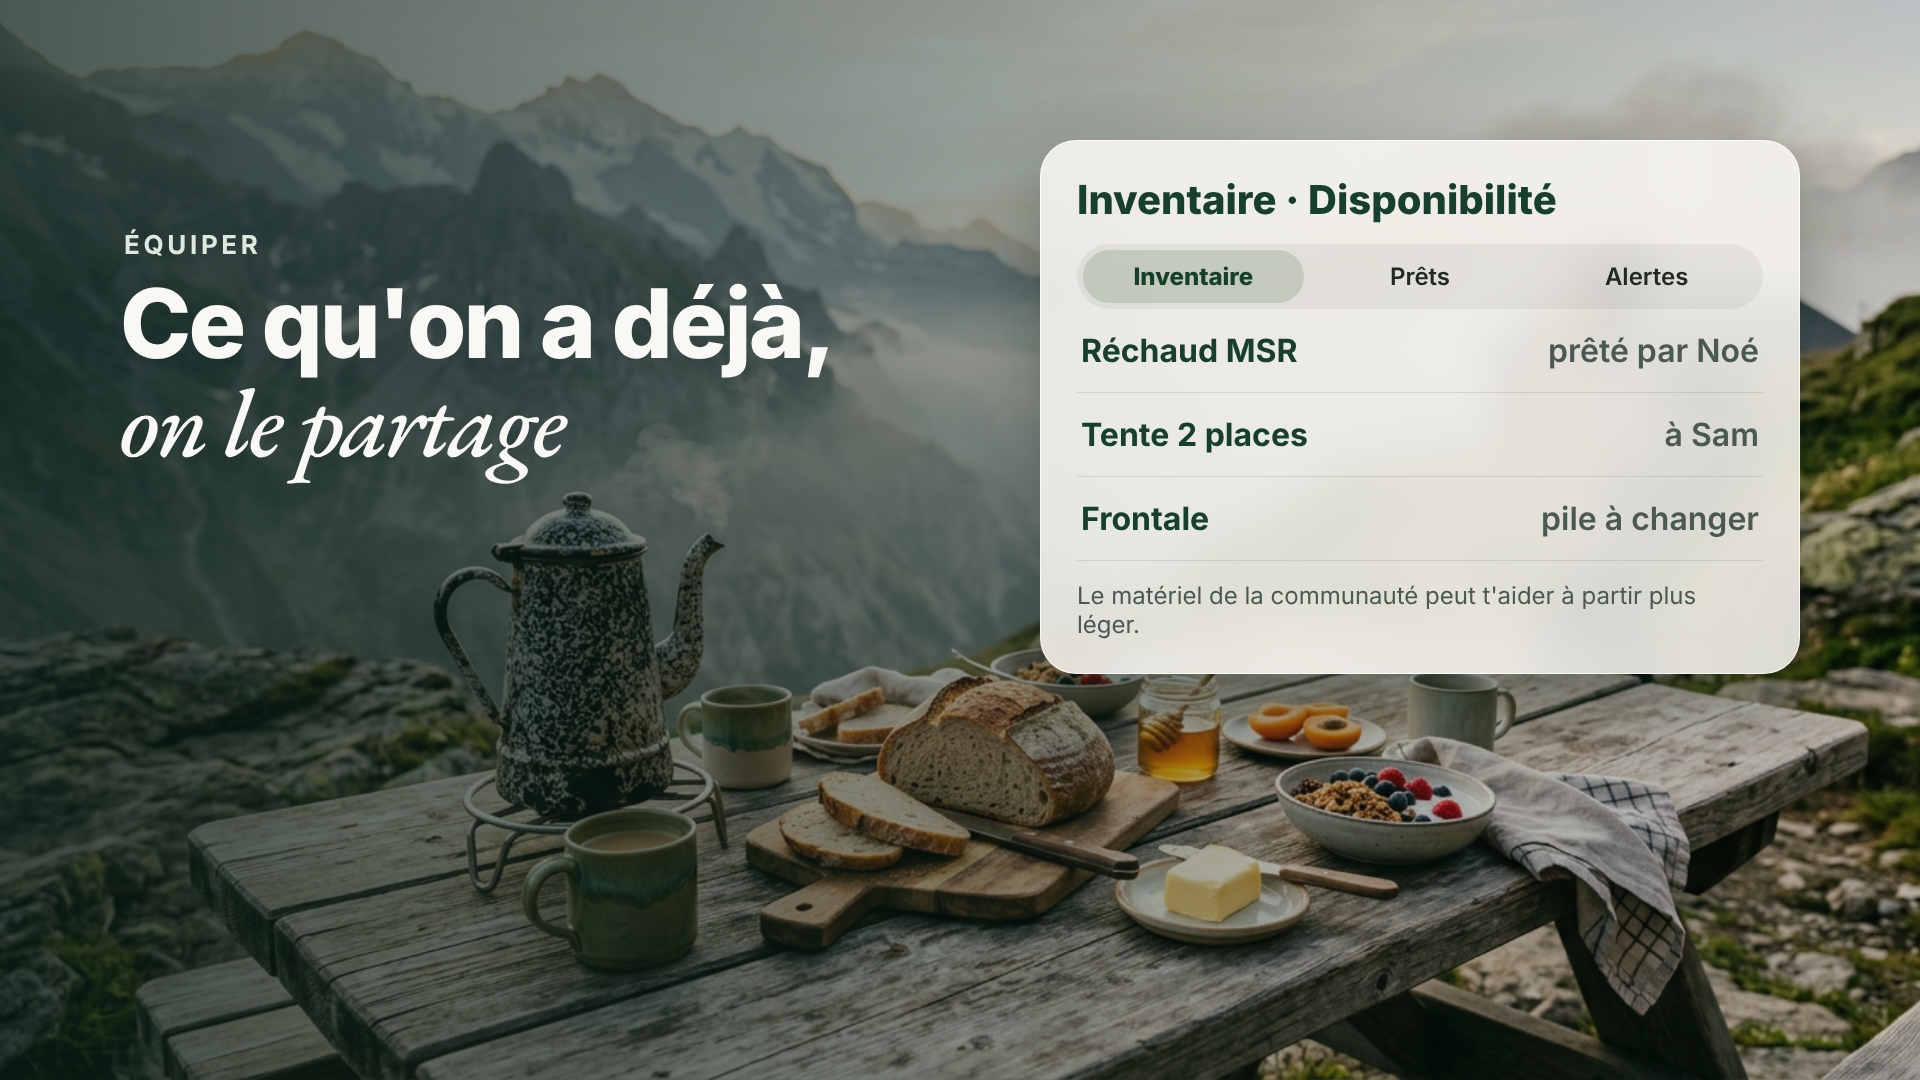 ÉQUIPER
Ce qu'on a déjà,
on le partage
Inventaire · Disponibilité
Inventaire Prêts Alertes
Réchaud MSR prêté par Noé
Tente 2 places à Sam
Frontale pile à changer
Le matériel de la communauté peut t'aider à partir plus
léger.